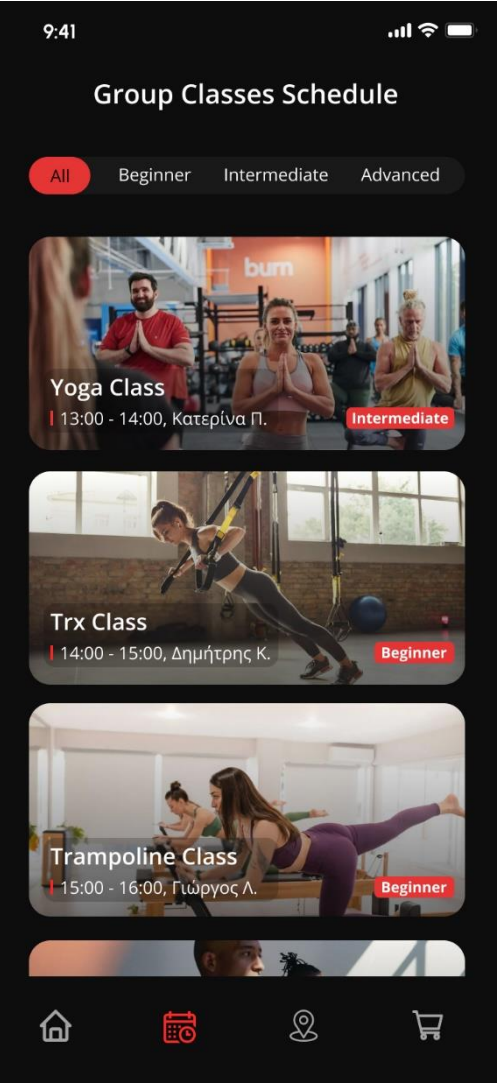 9:41
Group Classes Schedule
All Beginner Intermediate Advanced
burn
Yoga Class
13:00 - 14:00, Κατερίνα Π.
Intermediate
Trx Class
14:00 - 15:00, Δημήτρης Κ.
Beginner
Trampoline Class
15:00 - 16:00, Γιώργος Λ.
Beginner